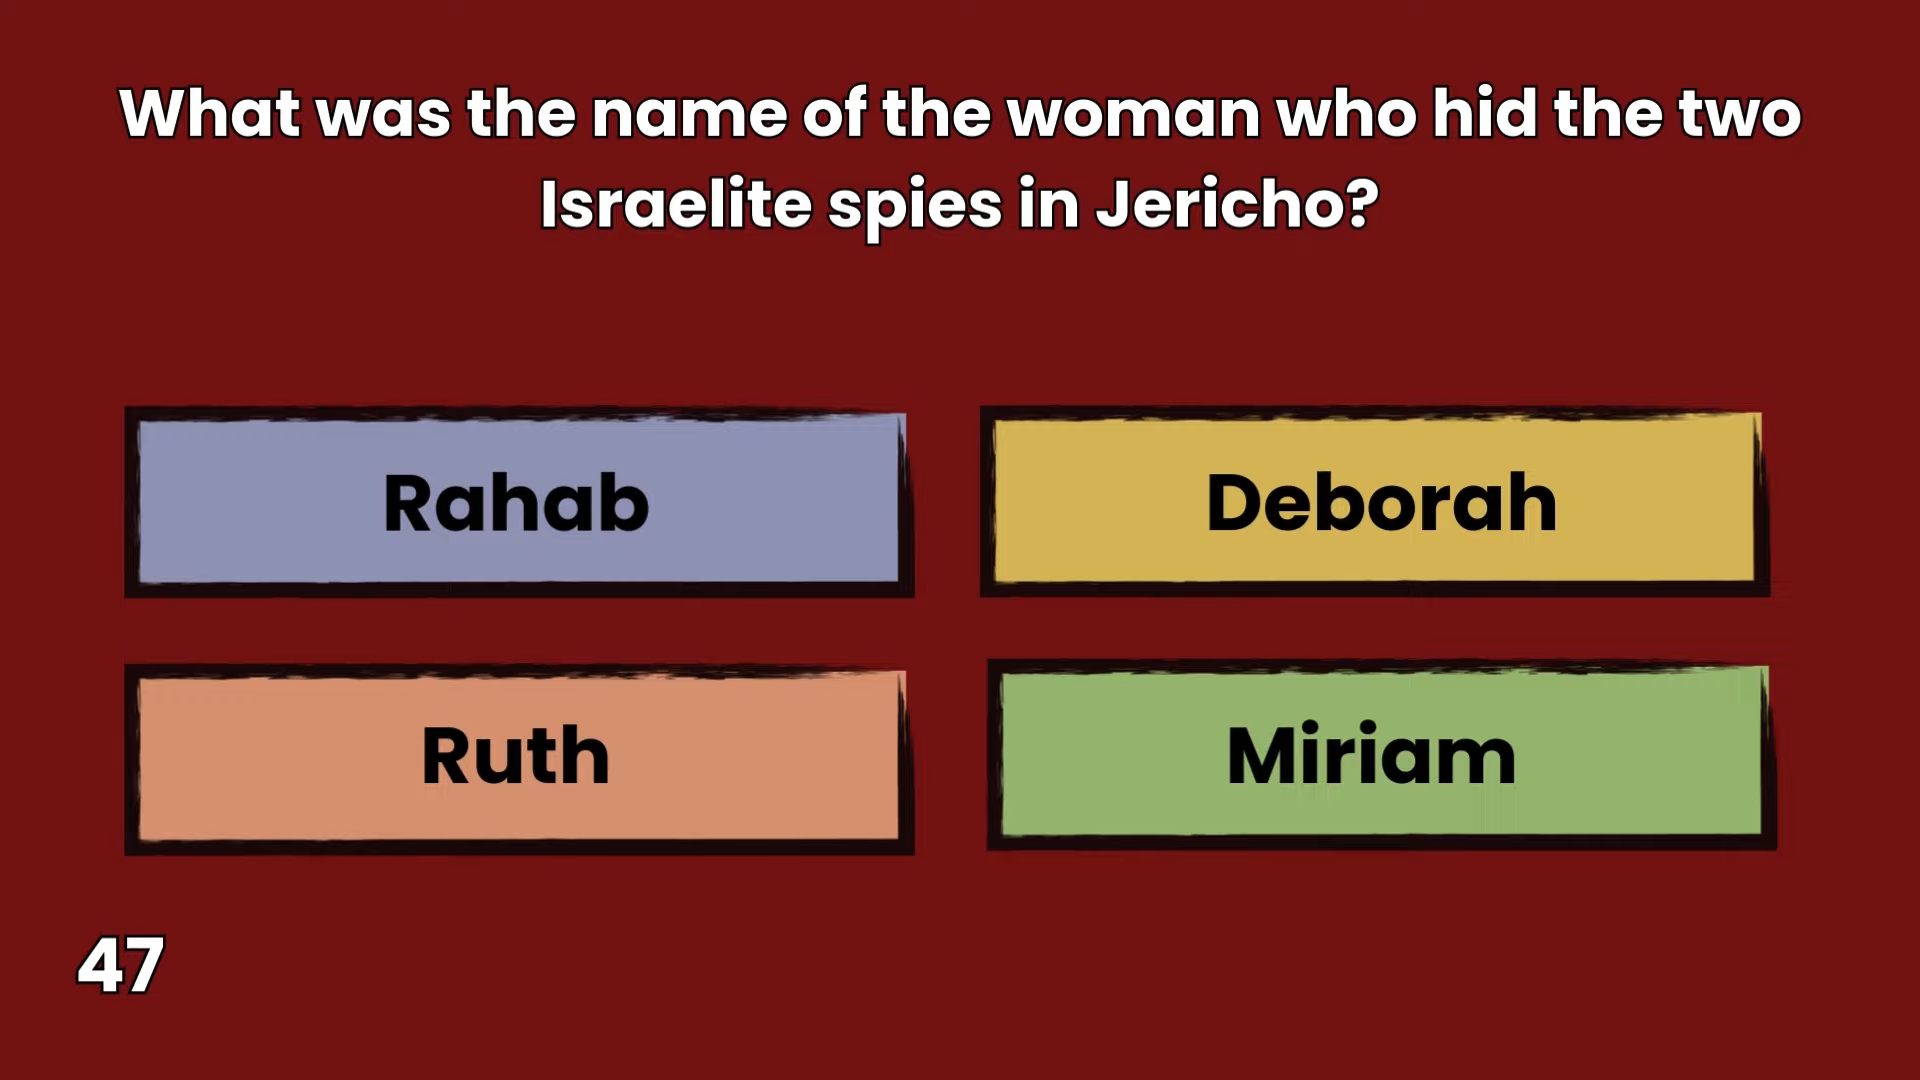 What was the name of the woman who hid the two
Israelite spies in Jericho?
Rahab
Deborah
Ruth
Miriam
47